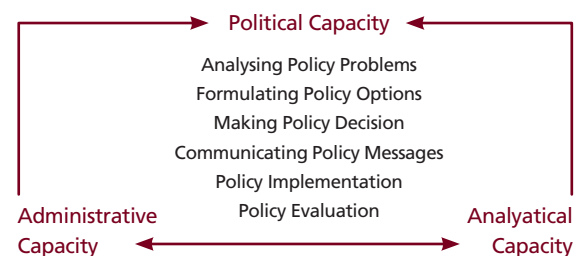 Political Capacity
Analysing Policy Problems
Formulating Policy Options
Making Policy Decision
Communicating Policy Messages
Policy Implementation
Policy Evaluation
Administrative
Capacity
Analyatical
Capacity